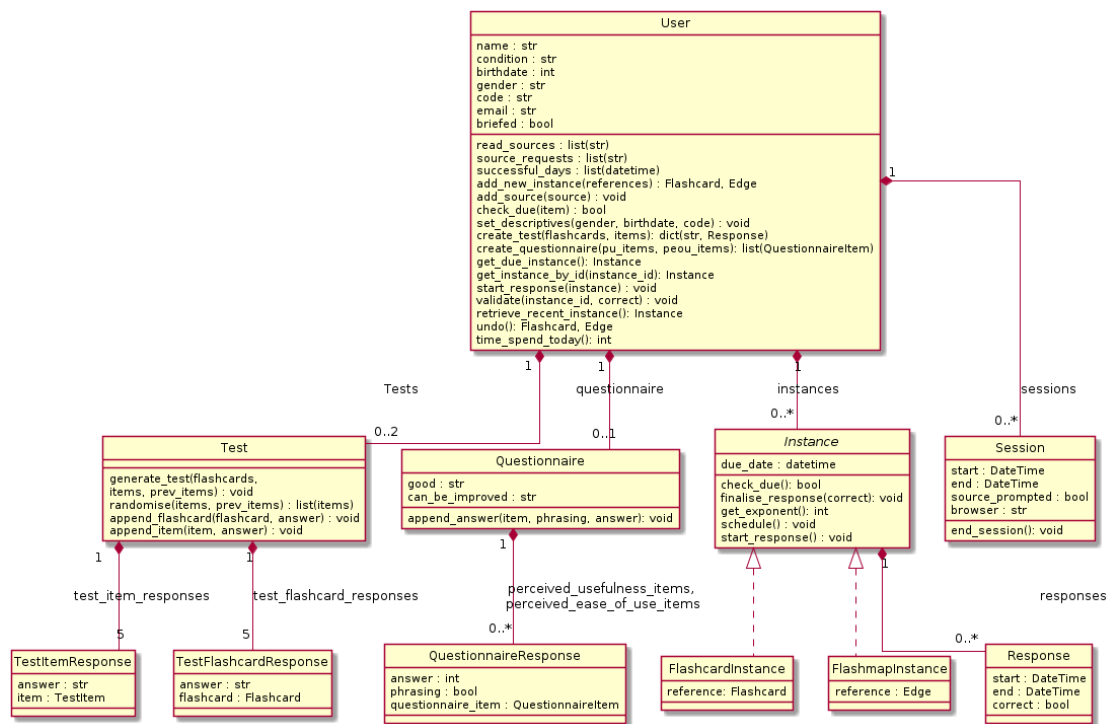 User
name : str
condition : str
birthdate : int
gender : str
code : str
email : str
briefed : bool
read_sources : list(str)
source_requests : list(str)
successful_days : list(datetime)
add_new_instance(references) : Flashcard, Edge
add_source(source) : void
check_due(item) : bool
set_descriptives(gender, birthdate, code) : void
create_test(flashcards, items): dict(str, Response)
create_questionnaire(pu_items, peou_items): list(QuestionnaireItem)
get_due_instance(): Instance
get_instance_by_id(instance_id): Instance
start_response(instance) : void
validate(instance_id, correct) : void
retrieve_recent_instance(): Instance
undo(): Flashcard, Edge
time_spend_today(): int
1
1 1 1
Tests questionnaire instances sessions
0..2 0..1 0..* 0..*
Test
generate_test(flashcards,
items, prev_items) : void
randomise(items, prev_items) : list(items)
append_flashcard(flashcard, answer) : void
append_item(item, answer) : void
Questionnaire
good : str
can_be_improved : str
append_answer(item, phrasing, answer): void
Instance
due_date : datetime
check_due(): bool
finalise_response(correct): void
get_exponent(): int
schedule() : void
start_response() : void
Session
start : DateTime
end : DateTime
source_prompted : bool
browser : str
end_session(): void
1 1 1 1
test_item_responses test_flashcard_responses perceived_usefulness_items,
perceived_ease_of_use_items
responses
5 5 0..* 0..*
TestItemResponse
answer : str
item : TestItem
TestFlashcardResponse
answer : str
flashcard : Flashcard
QuestionnaireResponse
answer : int
phrasing : bool
questionnaire_item : QuestionnaireItem
FlashcardInstance
reference: Flashcard
FlashmapInstance
reference : Edge
Response
start : DateTime
end : DateTime
correct : bool